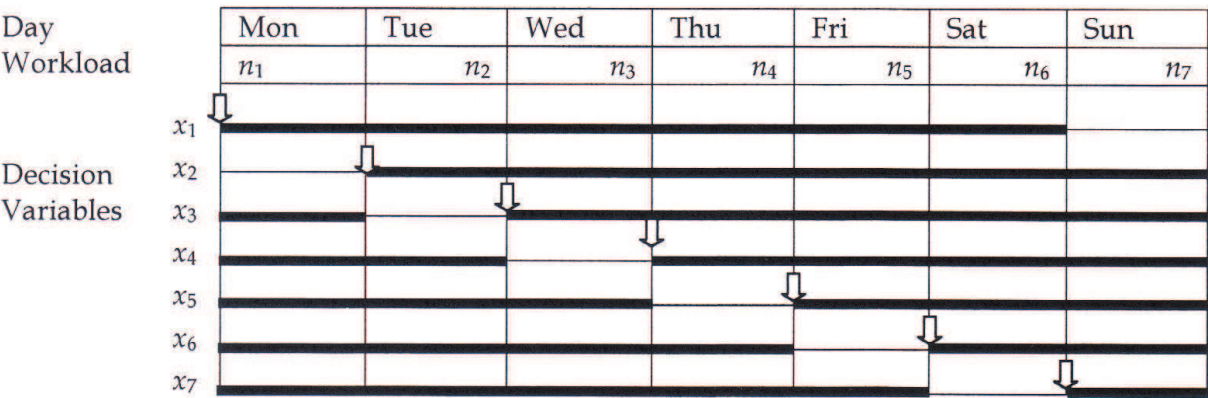 Day Mon Tue Wed Thu Fri Sat Sun
Workload n1 n2 n3 n4 n5 n6 n7
x1
Decision x2
Variables x3
x4
x5
x6
x7